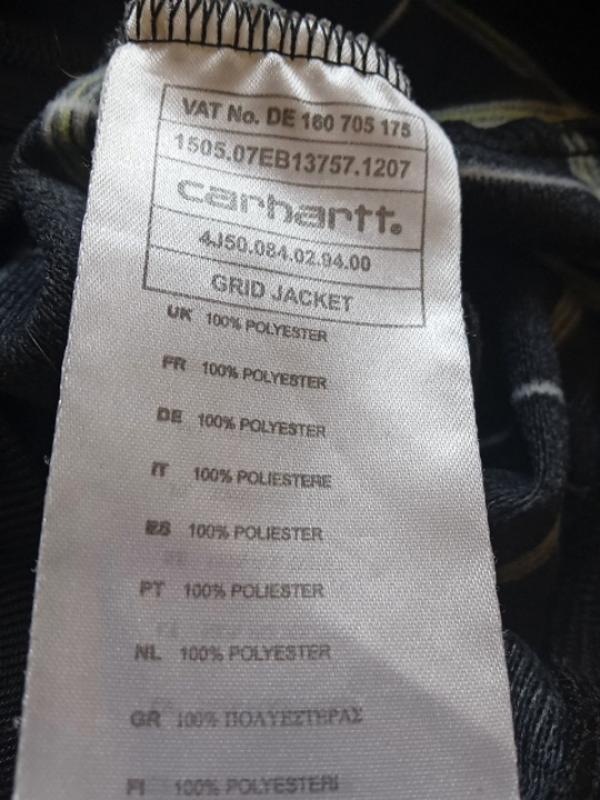 VAT No. DE 160 705 175
1505.07EB13757.1207
carhartt.
4J50.084.02.94.00
GRID JACKET
UK 100% POLYESTER
FR 100% POLYESTER
DE 100% POLYESTER
IT 100% POLIESTERE
ES 100% POLIESTER
PT 100% POLIESTER
NL 100% POLYESTER
GR 100% ΠΟΛΥΕΣΤΕΡΑΣ
FI 100% POLYESTERI